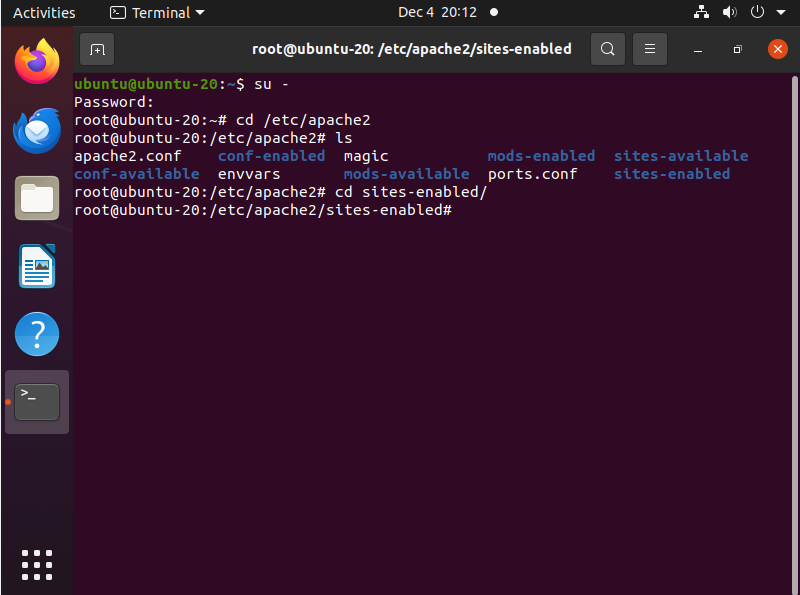 Activities Terminal Dec 4 20:12
root@ubuntu-20: /etc/apache2/sites-enabled
ubuntu@ubuntu-20:~$ su -
Password:
root@ubuntu-20:~# cd /etc/apache2
root@ubuntu-20:/etc/apache2# ls
apache2.conf conf-enabled magic mods-enabled sites-available
conf-available envvars mods-available ports.conf sites-enabled
root@ubuntu-20:/etc/apache2# cd sites-enabled/
root@ubuntu-20:/etc/apache2/sites-enabled#
?
>_